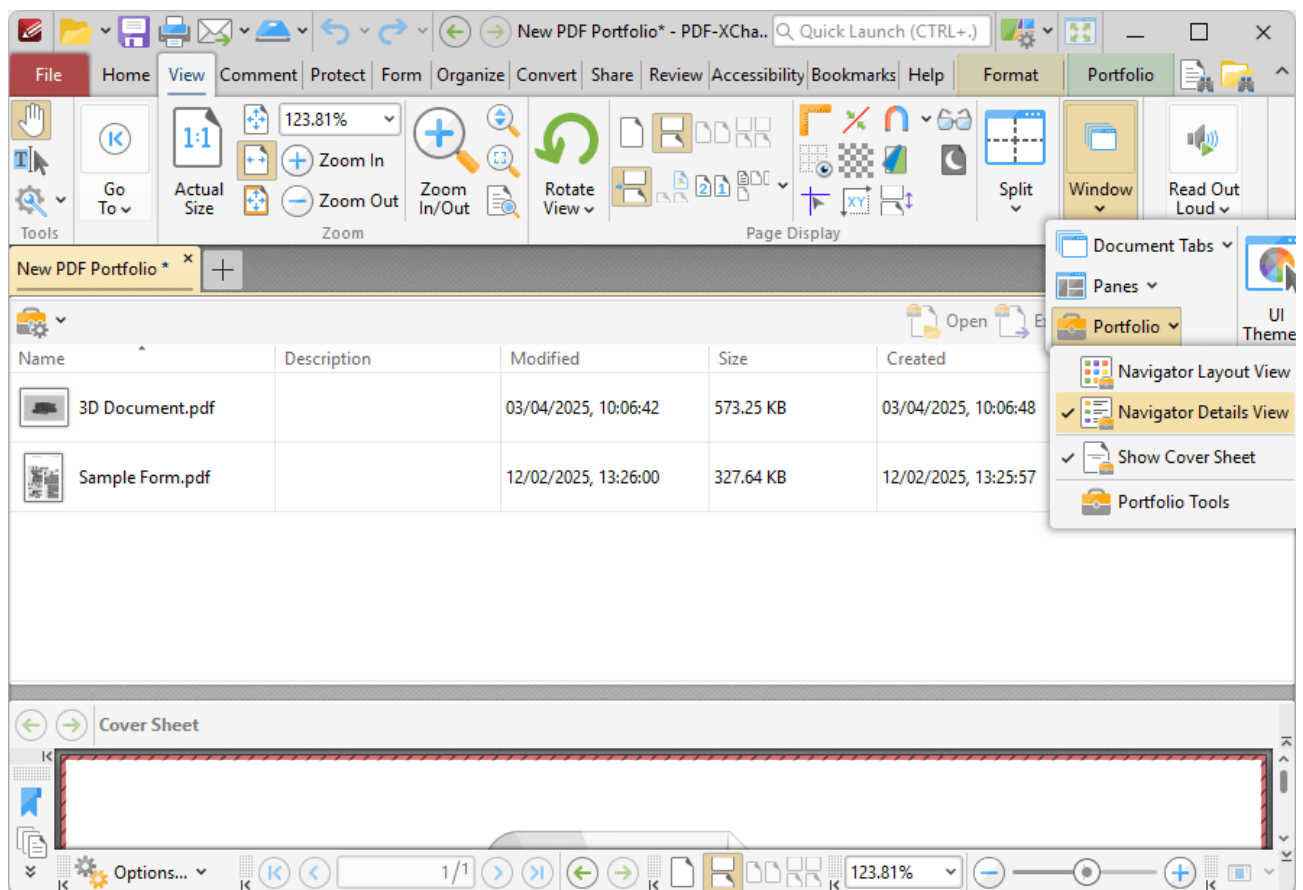 New PDF Portfolio* - PDF-XCha.. Quick Launch (CTRL+.)
File Home View Comment Protect Form Organize Convert Share Review Accessibility Bookmarks Help Format Portfolio
1:1 123.81%
Zoom In
Zoom Out
Go To
Actual Size
Zoom In/Out
Rotate View
2 1
XY
Split
Window
Read Out Loud
Tools Zoom Page Display
New PDF Portfolio *
Document Tabs
Panes
Portfolio
UI
Theme
Open
Name Description Modified Size Created
Navigator Layout View
Navigator Details View
Show Cover Sheet
Portfolio Tools
3D Document.pdf 03/04/2025, 10:06:42 573.25 KB 03/04/2025, 10:06:48
Sample Form.pdf 12/02/2025, 13:26:00 327.64 KB 12/02/2025, 13:25:57
Cover Sheet
Options... 1/1 123.81%